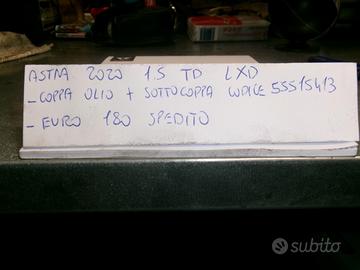 ASTRA 2020 1.5 TD LXD
- COPPA OLIO + SOTTOCOPPA CODICE 55515413
- EURO 180 SPEDITO
subito